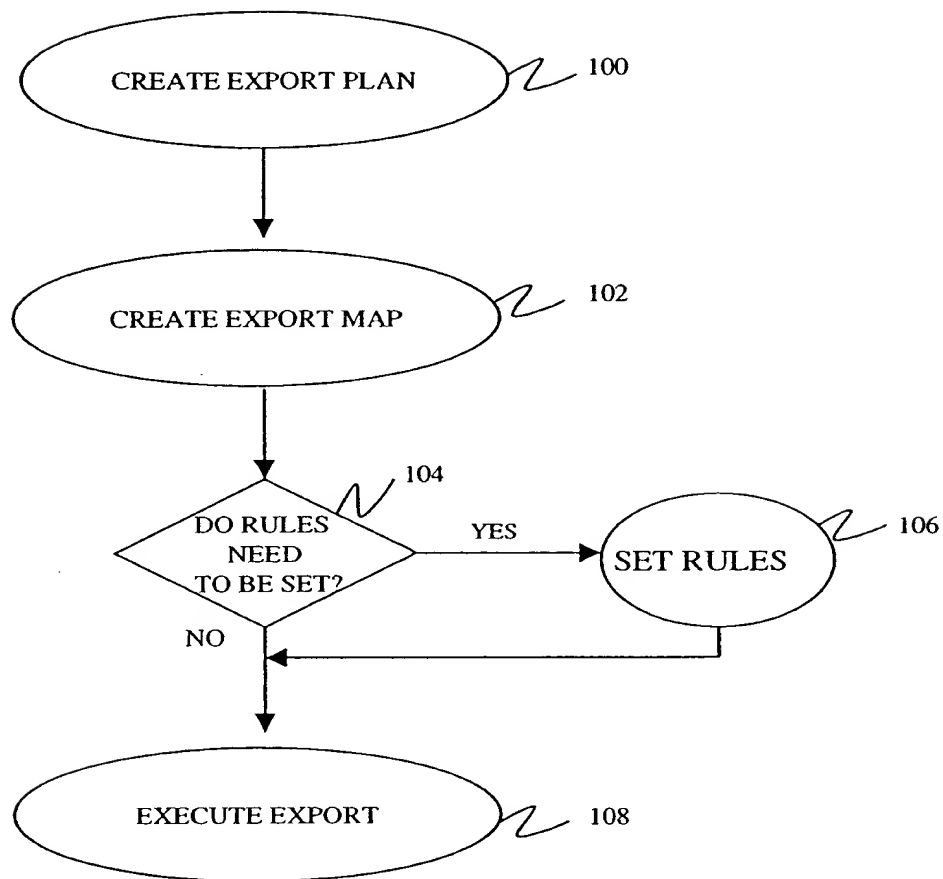 CREATE EXPORT PLAN
100
CREATE EXPORT MAP
102
104
DO RULES
NEED
TO BE SET?
YES
SET RULES
106
NO
EXECUTE EXPORT
108